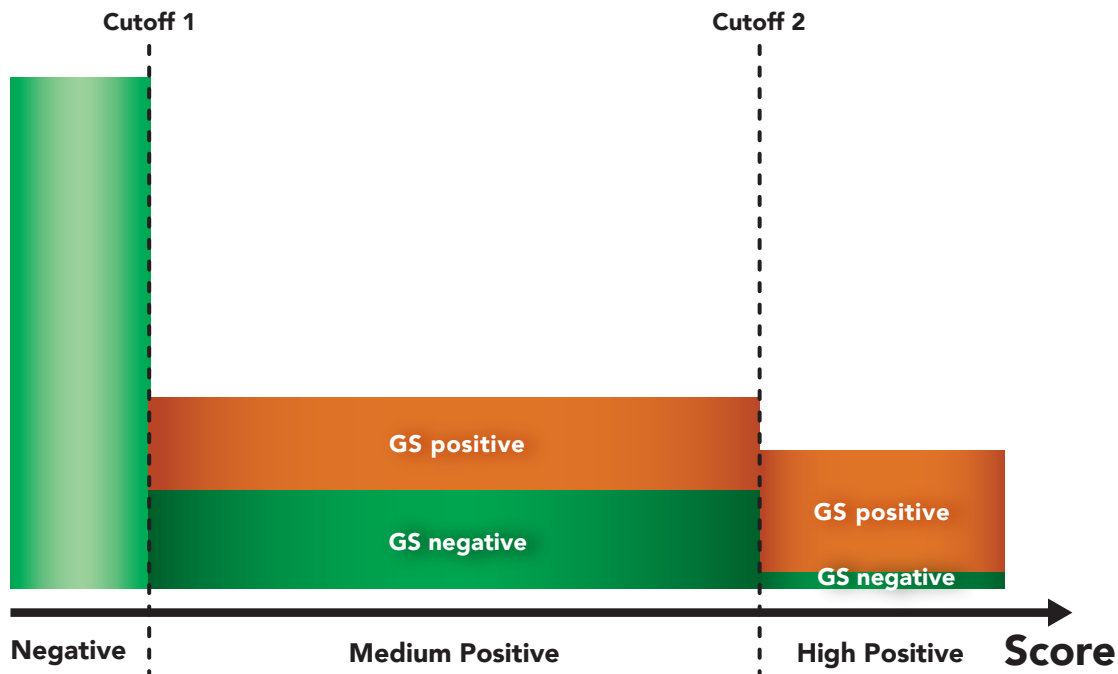 Cutoff 1
Cutoff 2
GS positive
GS positive
GS negative
GS negative
Negative
Medium Positive
High Positive
Score